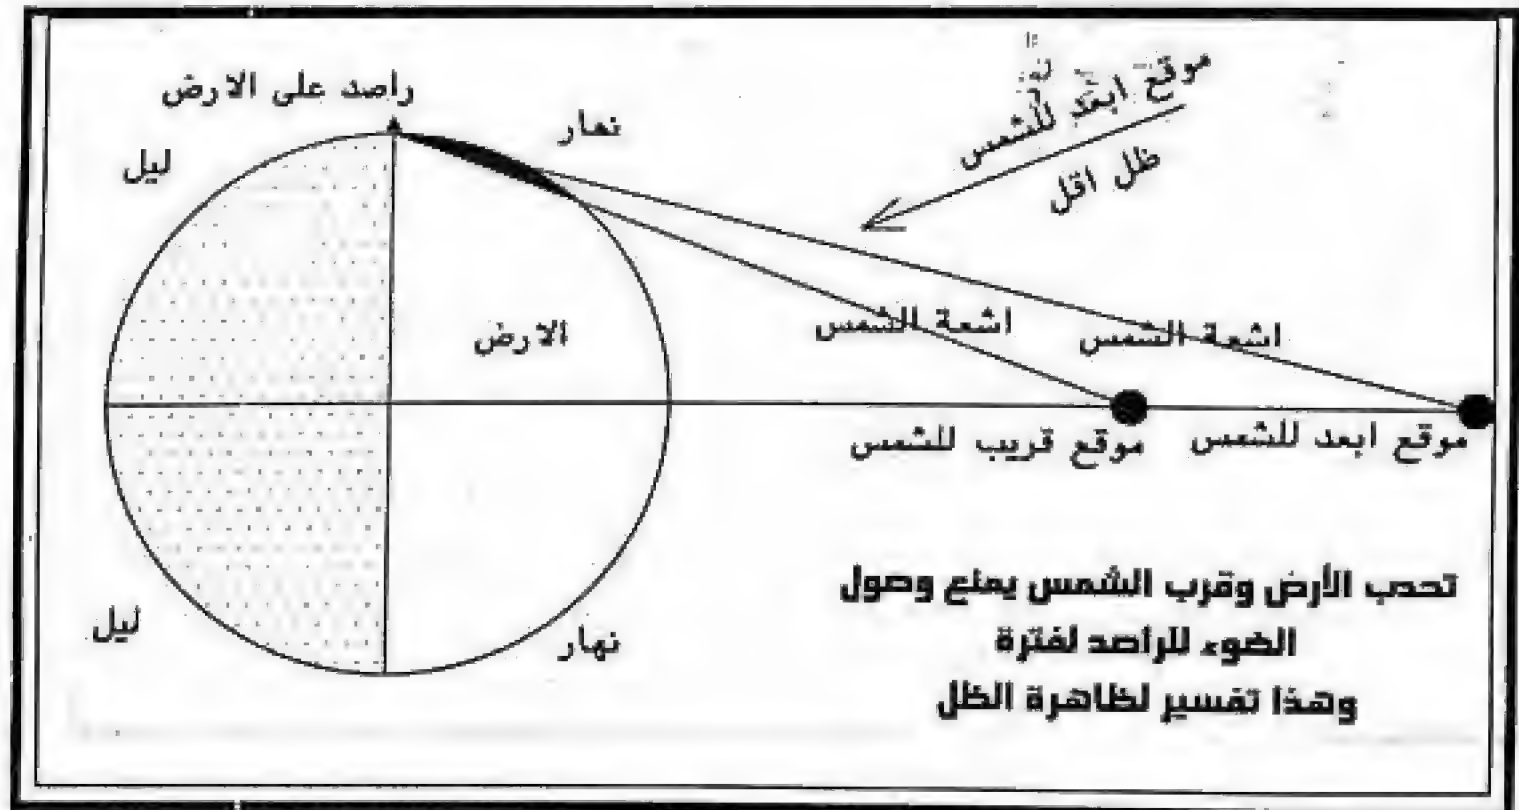 راصد على الارض
نهار
ليل
موقع ابعد للشمس
ظل اقل
الارض
اشعة الشمس
اشعة الشمس
موقع قريب للشمس
موقع ابعد للشمس
تحدب الأرض وقرب الشمس يمنع وصول
الضوء للراصد لفترة
وهذا تفسير لظاهرة الظل
ليل
نهار